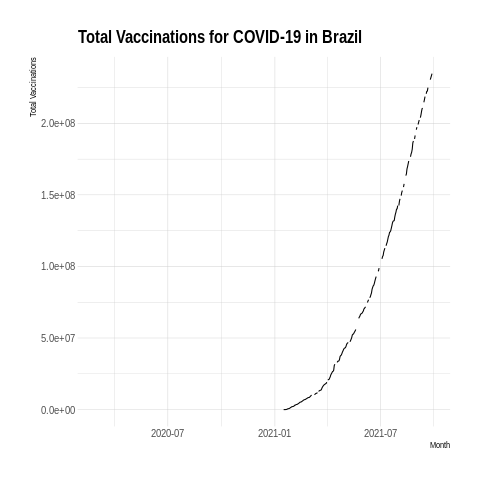 Total Vaccinations for COVID-19 in Brazil
Total Vaccinations
2.0e+08
1.5e+08
1.0e+08
5.0e+07
0.0e+00
2020-07 2021-01 2021-07
Month